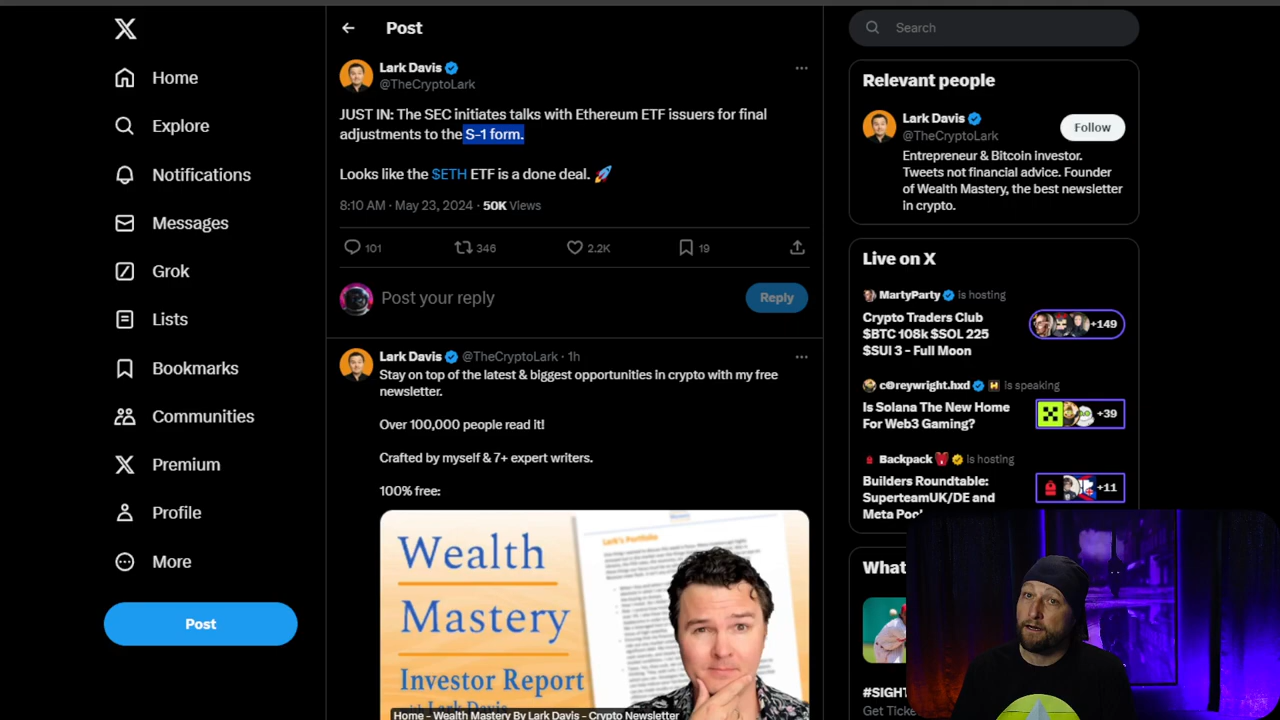 Home
Explore
Notifications
Messages
Grok
Lists
Bookmarks
Communities
Premium
Profile
More
Post
Post
Lark Davis
@TheCryptoLark
JUST IN: The SEC initiates talks with Ethereum ETF issuers for final
adjustments to the S-1 form.
Looks like the $ETH ETF is a done deal. 🚀
8:10 AM · May 23, 2024 · 50K Views
101
346
2.2K
19
Post your reply
Reply
Lark Davis @TheCryptoLark · 1h
Stay on top of the latest & biggest opportunities in crypto with my free
newsletter.
Over 100,000 people read it!
Crafted by myself & 7+ expert writers.
100% free:
Wealth
Mastery
Investor Report
Lark's Portfolio
Home - Wealth Mastery By Lark Davis - Crypto Newsletter
Search
Relevant people
Lark Davis
@TheCryptoLark
Follow
Entrepreneur & Bitcoin investor.
Tweets not financial advice. Founder
of Wealth Mastery, the best newsletter
in crypto.
Live on X
MartyParty is hosting
Crypto Traders Club
$BTC 108k $SOL 225
$SUI 3 - Full Moon
+149
c@reywright.hxd is speaking
Is Solana The New Home
For Web3 Gaming?
+39
Backpack is hosting
Builders Roundtable:
SuperteamUK/DE and
Meta
+11
What
#SIGHT
Get Ticke